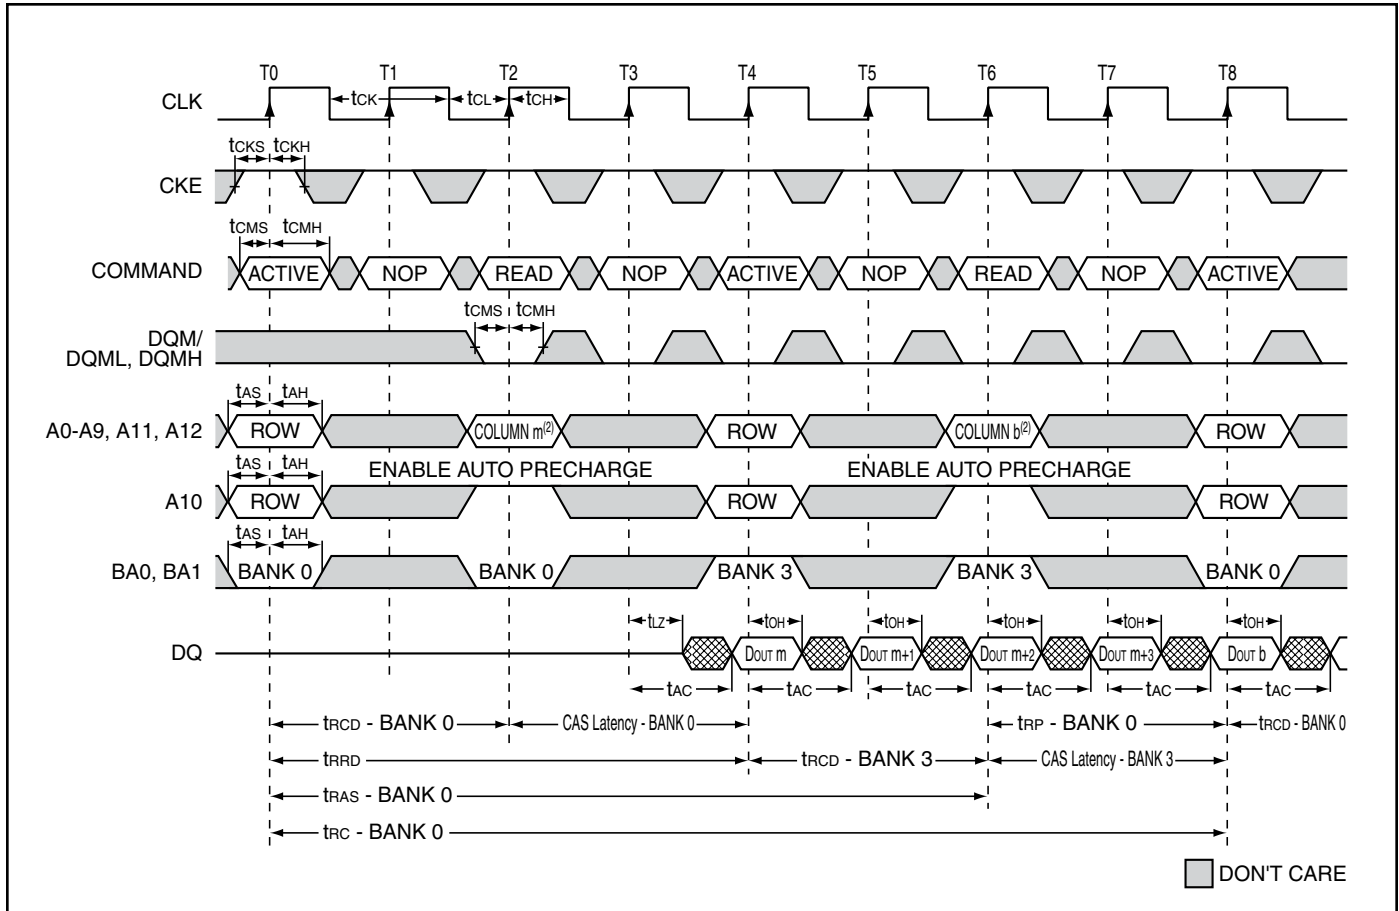 T0 T1 T2 T3 T4 T5 T6 T7 T8
CLK tCK tCL tCH
tCKS tCKH
CKE
tCMS tCMH
COMMAND ACTIVE NOP READ NOP ACTIVE NOP READ NOP ACTIVE
tCMS tCMH
DQM/
DQML, DQMH
tAS tAH
A0-A9, A11, A12 ROW COLUMN m(2) ROW COLUMN b(2) ROW
tAS tAH ENABLE AUTO PRECHARGE ENABLE AUTO PRECHARGE
A10 ROW ROW ROW
tAS tAH
BA0, BA1 BANK 0 BANK 0 BANK 3 BANK 3 BANK 0
tLZ tOH tOH tOH tOH tOH
DQ DOUT m DOUT m+1 DOUT m+2 DOUT m+3 DOUT b
tAC tAC tAC tAC tAC tAC
tRCD - BANK 0 CAS Latency - BANK 0 tRP - BANK 0 tRCD - BANK 0
tRRD tRCD - BANK 3 CAS Latency - BANK 3
tRAS - BANK 0
tRC - BANK 0
DON'T CARE